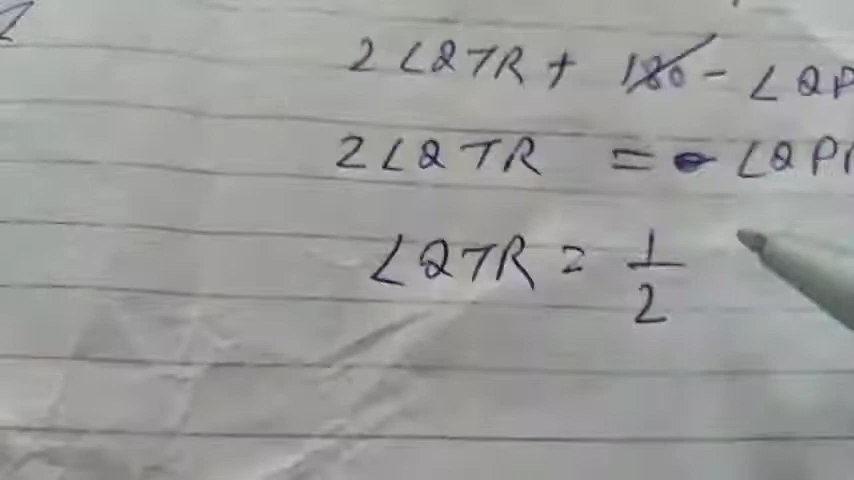 2 ∠QTR + 180 - ∠QP
2 ∠QTR = ∠QP
∠QTR = 1/2